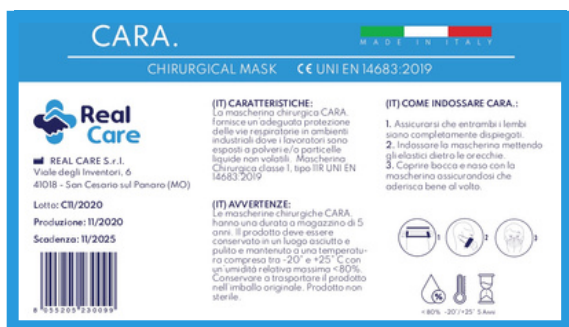 CARA.
MADE IN ITALY
CHIRURGICAL MASK CE UNI EN 14683:2019
Real
Care
REAL CARE S.r.l.
Viale degli Inventori, 6
41018 - San Cesario sul Panaro (MO)
Lotto: C11/2020
Produzione: 11/2020
Scadenza: 11/2025
8 055205 230099
(IT) CARATTERISTICHE:
La mascherina chirurgica CARA.
fornisce un'adeguata protezione
delle vie respiratorie in ambienti
industriali dove i lavoratori sono
esposti a polveri e/o particelle
liquide non volatili. Mascherina
Chirurgica classe 1, tipo IIR UNI EN
14683:2019
(IT) AVVERTENZE:
Le mascherine chirurgiche CARA.
hanno una durata a magazzino di 5
anni. Il prodotto deve essere
conservato in un luogo asciutto e
pulito e mantenuto a una temperatu-
ra compresa tra -20° e +25° C con
un'umidità relativa massima <80%.
Conservare a trasportare il prodotto
nell'imballo originale. Prodotto non
sterile.
(IT) COME INDOSSARE CARA.:
1. Assicurarsi che entrambi i lembi
siano completamente dispiegati.
2. Indossare la mascherina mettendo
gli elastici dietro le orecchie.
3. Coprire bocca e naso con la
mascherina assicurandosi che
aderisca bene al volto.
1 2 3
%
<80% -20°/+25° 5 Anni